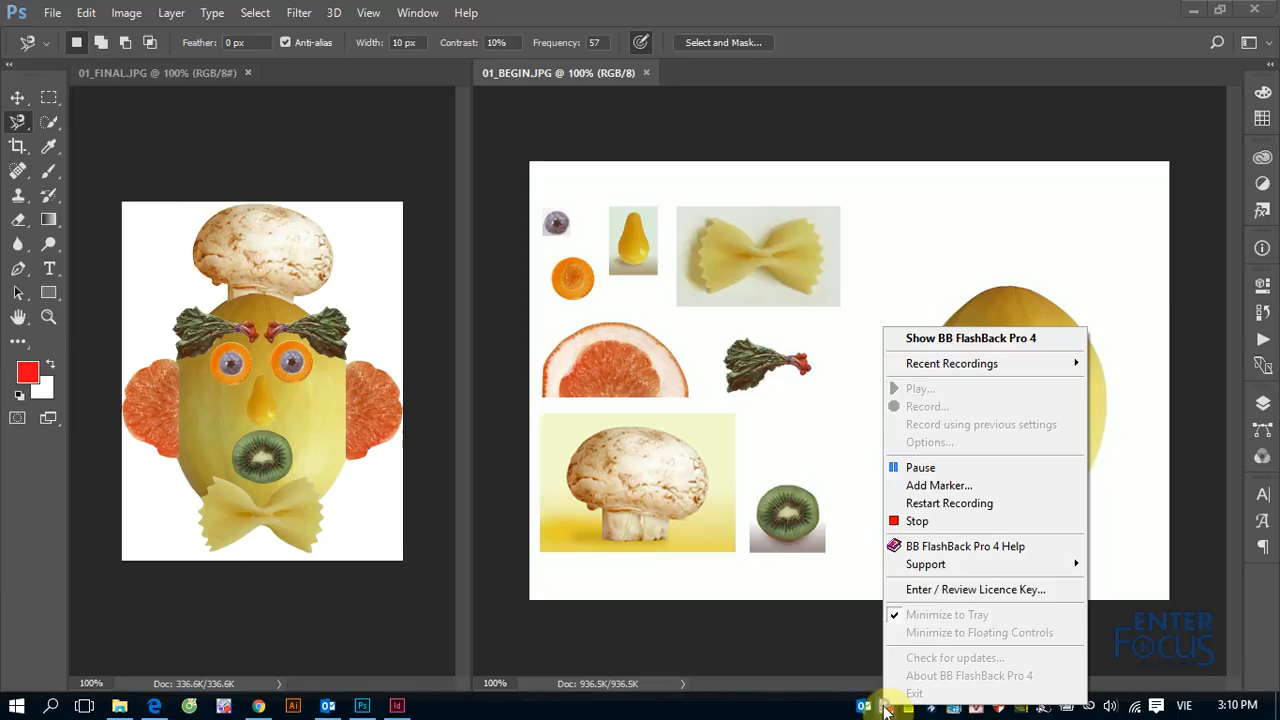 Ps File Edit Image Layer Type Select Filter 3D View Window Help
Feather: 0 px Anti-alias Width: 10 px Contrast: 10% Frequency: 57 Select and Mask...
01_FINAL.JPG @ 100% (RGB/8#) × 01_BEGIN.JPG @ 100% (RGB/8) ×
Show BB FlashBack Pro 4
Recent Recordings
Play...
Record...
Record using previous settings
Options...
Pause
Add Marker...
Restart Recording
Stop
BB FlashBack Pro 4 Help
Support
Enter / Review Licence Key...
Minimize to Tray
Minimize to Floating Controls
Check for updates...
About BB FlashBack Pro 4
Exit
ENTER
FOCUS
100% Doc: 336.6K/336.6K 100% Doc: 936.5K/936.5K
Ai Ps Id VIE 3:10 PM